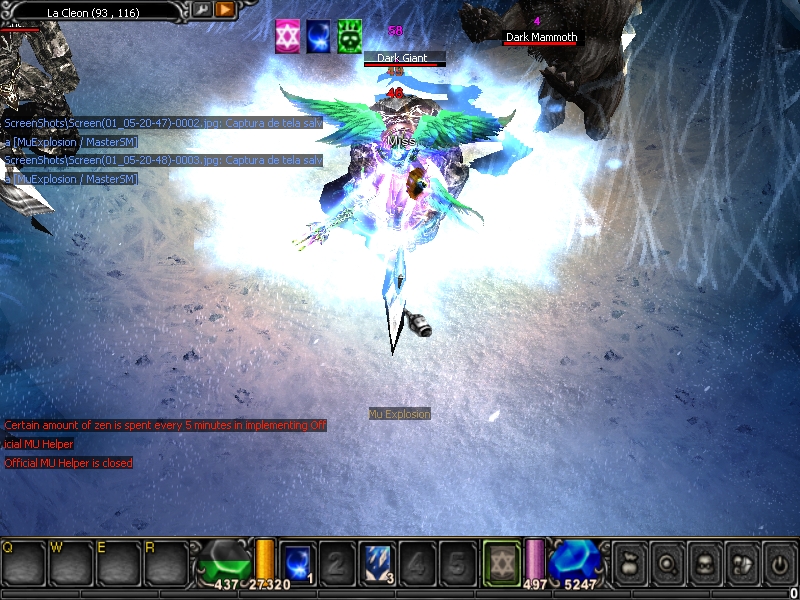 La Cleon (93 , 116)
58
4
Dark Mammoth
Dark Giant
46
Miss
ScreenShots\Screen(01_05-20-47)-0002.jpg: Captura de tela salv
a [MuExplosion / MasterSM]
ScreenShots\Screen(01_05-20-48)-0003.jpg: Captura de tela salv
a [MuExplosion / MasterSM]
Mu Explosion
Certain amount of zen is spent every 5 minutes in implementing Off
icial MU Helper
Official MU Helper is closed
Q W E R
437 27320 1 2 3 4 5 497 5247
0